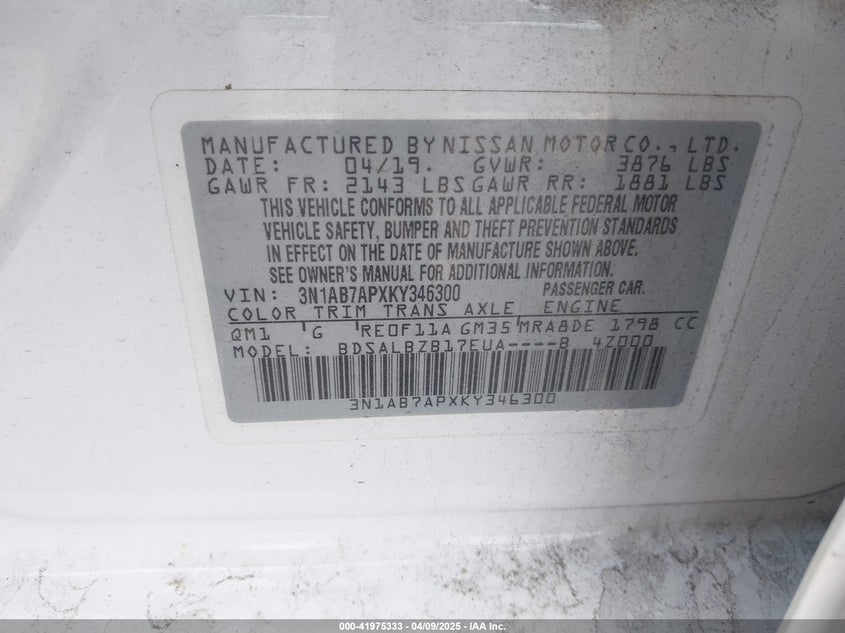 MANUFACTURED BY NISSAN MOTOR CO., LTD.
DATE: 04/19. GVWR: 3876 LBS
GAWR FR: 2143 LBS GAWR RR: 1881 LBS
THIS VEHICLE CONFORMS TO ALL APPLICABLE FEDERAL MOTOR
VEHICLE SAFETY, BUMPER AND THEFT PREVENTION STANDARDS
IN EFFECT ON THE DATE OF MANUFACTURE SHOWN ABOVE.
SEE OWNER'S MANUAL FOR ADDITIONAL INFORMATION.
VIN: 3N1AB7APXKY346300 PASSENGER CAR.
COLOR TRIM TRANS AXLE ENGINE
QM1 'G 'RE0F11A GM35 'MRA8DE 1798 CC
MODEL: BDSALBZB17EUA----B 4Z000
3N1AB7APXKY346300
000-41975333 - 04/09/2025 - IAA Inc.